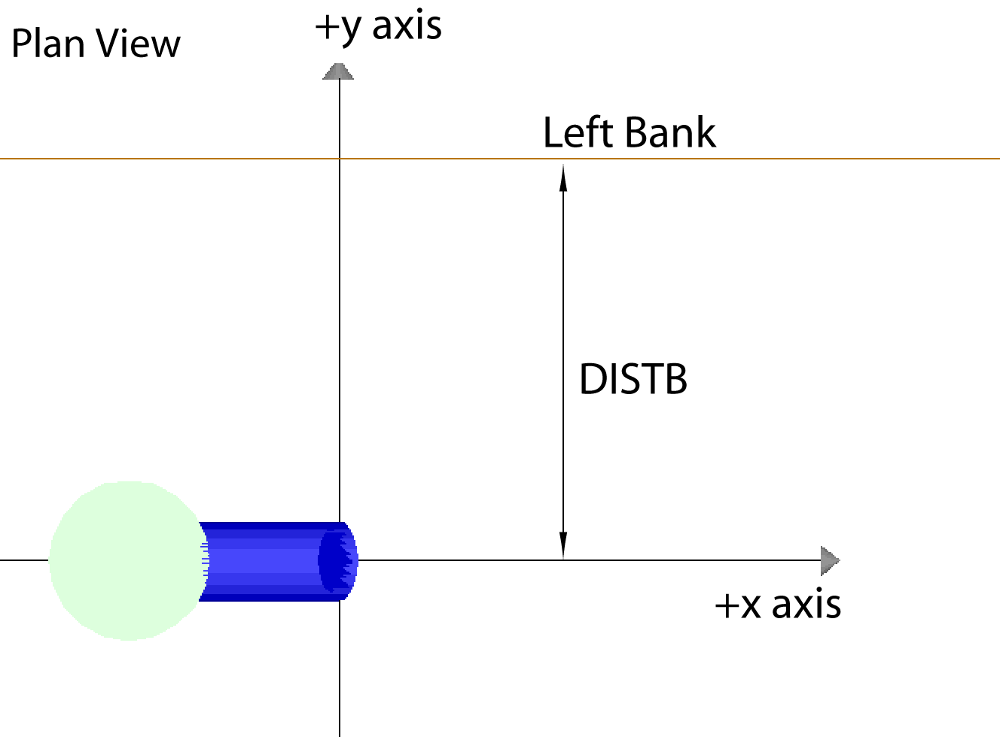 Plan View
+y axis
Left Bank
DISTB
+x axis